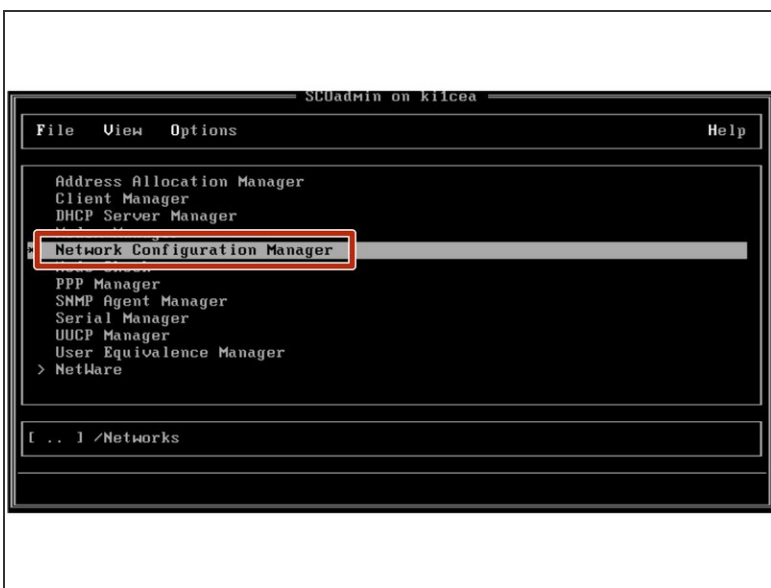 SCOadmin on kilcea
File View Options Help
Address Allocation Manager
Client Manager
DHCP Server Manager
* Network Configuration Manager
PPP Manager
SNMP Agent Manager
Serial Manager
UUCP Manager
User Equivalence Manager
> NetWare
[ .. ] /Networks